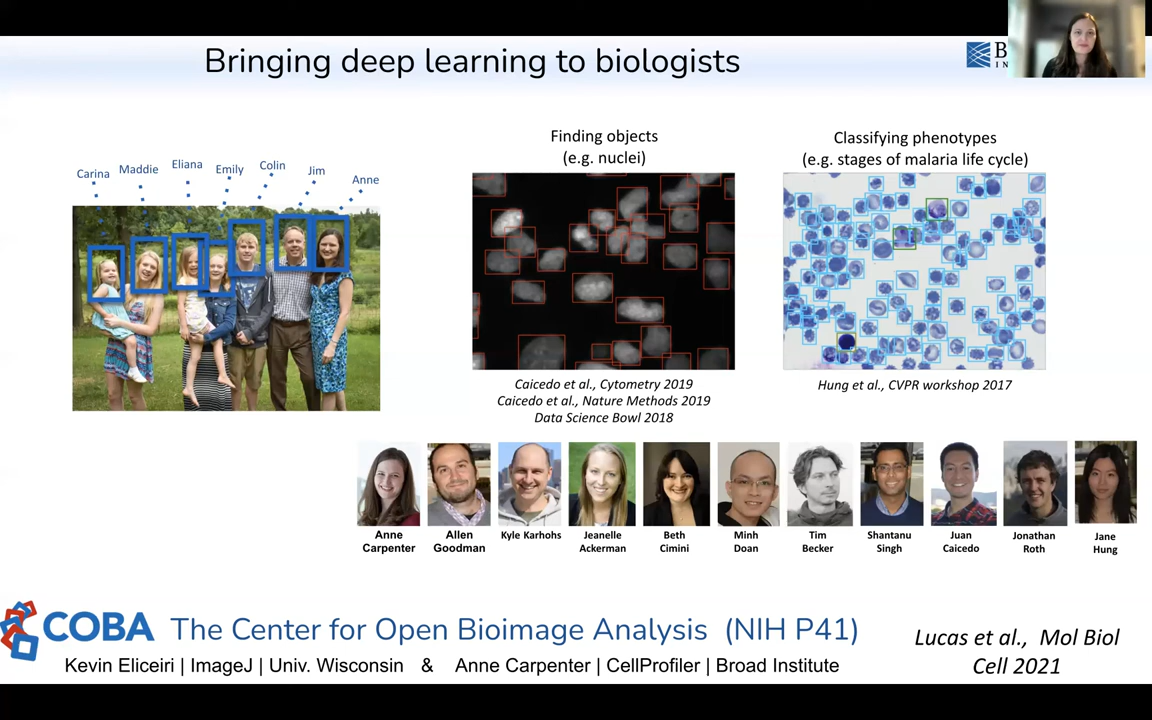 Bringing deep learning to biologists
B
I N
Carina
Maddie
Eliana
Emily
Colin
Jim
Anne
Finding objects
(e.g. nuclei)
Classifying phenotypes
(e.g. stages of malaria life cycle)
Caicedo et al., Cytometry 2019
Caicedo et al., Nature Methods 2019
Data Science Bowl 2018
Hung et al., CVPR workshop 2017
Anne
Carpenter
Allen
Goodman
Kyle Karhohs
Jeanelle
Ackerman
Beth
Cimini
Minh
Doan
Tim
Becker
Shantanu
Singh
Juan
Caicedo
Jonathan
Roth
Jane
Hung
COBA The Center for Open Bioimage Analysis (NIH P41)
Kevin Eliceiri | ImageJ | Univ. Wisconsin & Anne Carpenter | CellProfiler | Broad Institute
Lucas et al., Mol Biol
Cell 2021